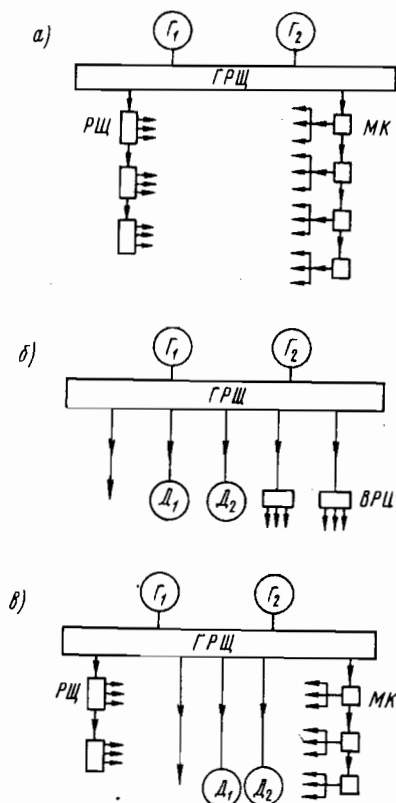 а)
Г₁ Г₂
ГРЩ
РЩ МК
б)
Г₁ Г₂
ГРЩ
Д₁ Д₂ ВРЩ
в)
Г₁ Г₂
ГРЩ
РЩ МК
Д₁ Д₂